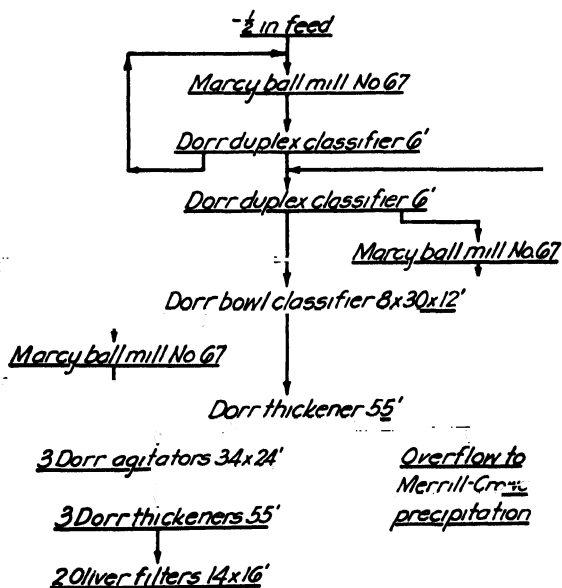 -½ in feed
Marcy ball mill No 67
Dorr duplex classifier 6'
Dorr duplex classifier 6'
Marcy ball mill No.67
Dorr bowl classifier 8x30x12'
Marcy ball mill No 67
Dorr thickener 55'
3 Dorr agitators 34x24'
Overflow to
Merrill-
precipitation
3 Dorr thickeners 55'
2 Oliver filters 14x16'